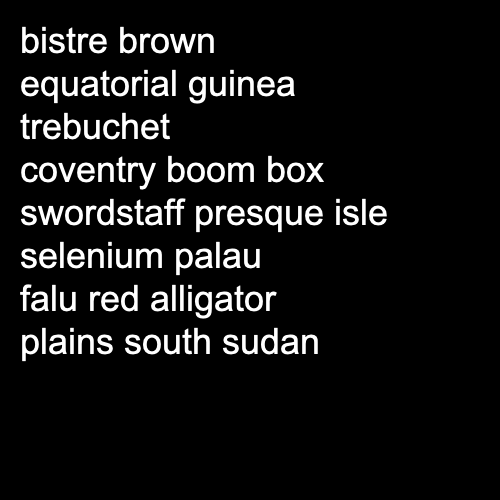 bistre brown
equatorial guinea
trebuchet
coventry boom box
swordstaff presque isle
selenium palau
falu red alligator
plains south sudan